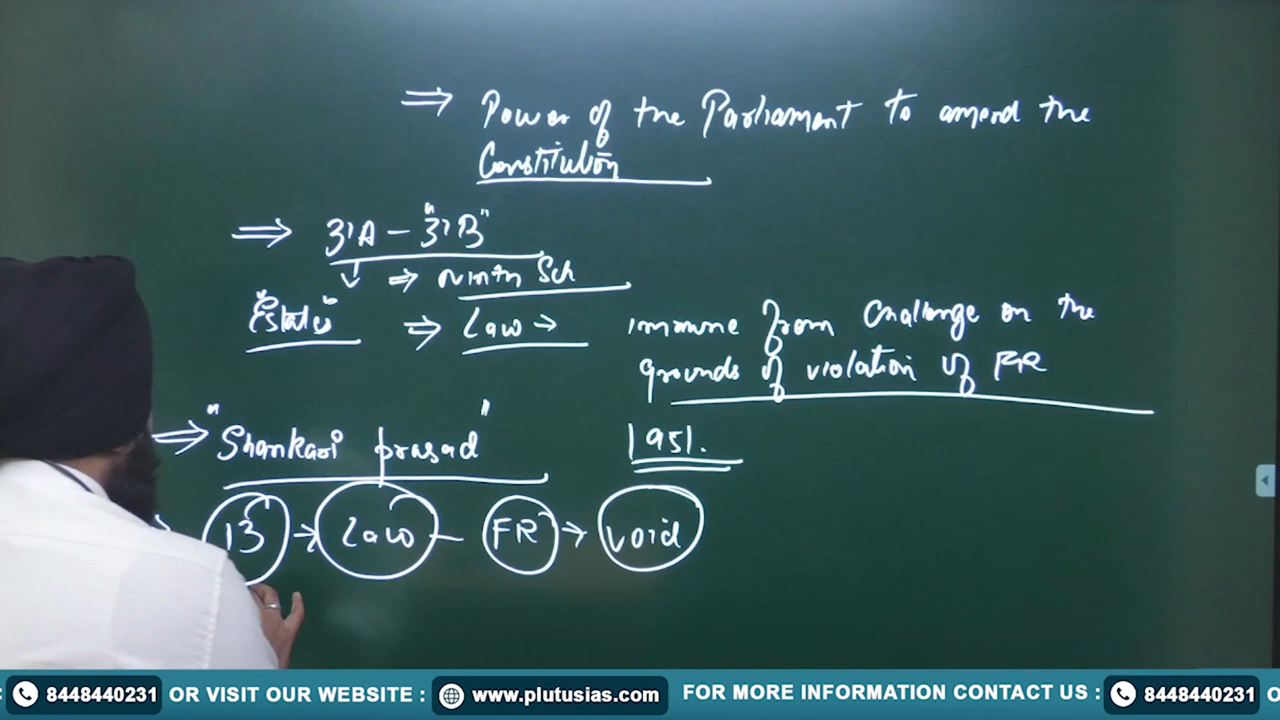 ⇒ Power of the Parliament to amend the
Constitution
⇒ 31A - "31B"
↓ ⇒ Ninth Sch
"Estates" ⇒ Law → immune from challenge on the
grounds of violation of FR
⇒ "Shankari prasad" 1951.
13 → Law - FR → void
8448440231 OR VISIT OUR WEBSITE : www.plutusias.com FOR MORE INFORMATION CONTACT US : 8448440231